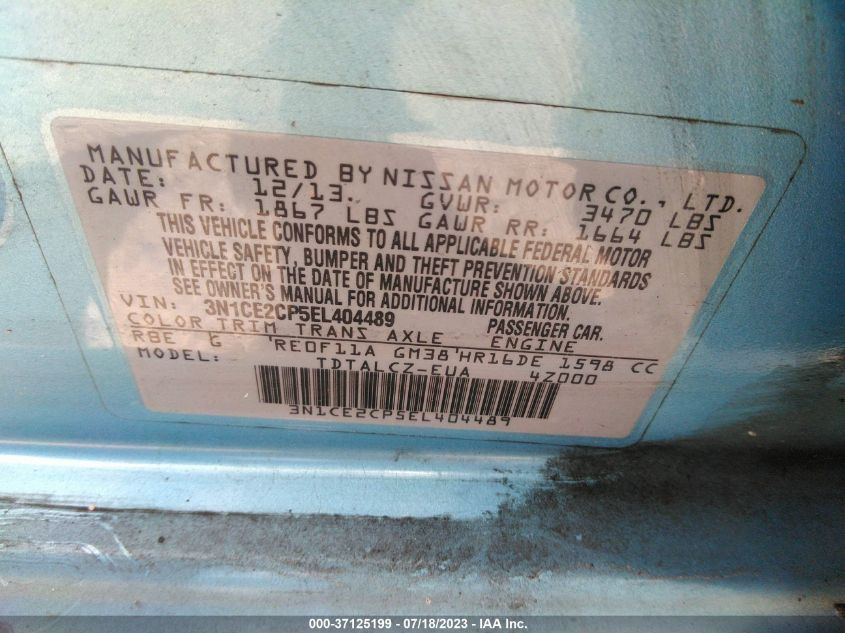 MANUFACTURED BY NISSAN MOTOR CO., LTD.
DATE: 12/13. GVWR: 3470 LBS
GAWR FR: 1867 LBS GAWR RR: 1664 LBS
THIS VEHICLE CONFORMS TO ALL APPLICABLE FEDERAL MOTOR
VEHICLE SAFETY, BUMPER AND THEFT PREVENTION STANDARDS
IN EFFECT ON THE DATE OF MANUFACTURE SHOWN ABOVE.
SEE OWNER'S MANUAL FOR ADDITIONAL INFORMATION.
VIN: 3N1CE2CP5EL404489 PASSENGER CAR.
COLOR TRIM TRANS AXLE ENGINE
RBE G 'RE0F11A GM38'HR16DE 1598 CC
MODEL: TDTALCZ-EUA 4Z000
3N1CE2CP5EL404489
000-37125199 | 07/18/2023 | IAA, Inc.